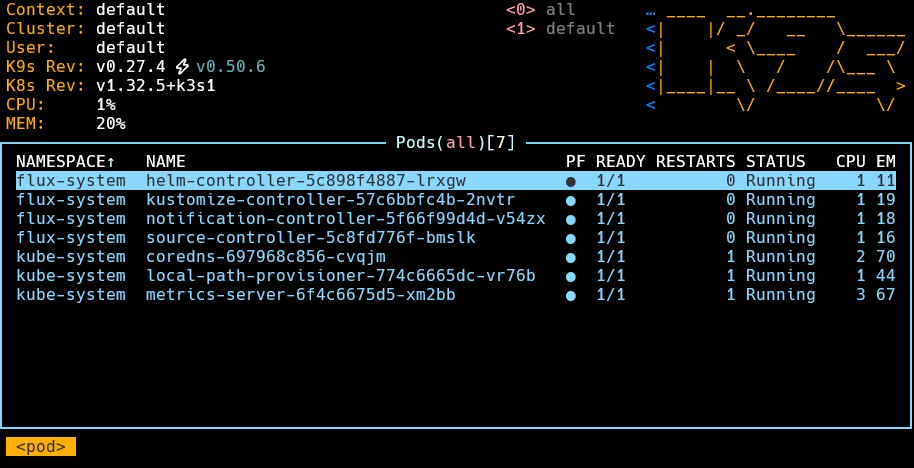 Context: default <0> all
Cluster: default <1> default
User: default
K9s Rev: v0.27.4 ⚡ v0.50.6
K8s Rev: v1.32.5+k3s1
CPU: 1%
MEM: 20%
Pods(all)[7]
NAMESPACE↑ NAME PF READY RESTARTS STATUS CPU EM
flux-system helm-controller-5c898f4887-lrxgw ● 1/1 0 Running 1 11
flux-system kustomize-controller-57c6bbfc4b-2nvtr ● 1/1 0 Running 1 19
flux-system notification-controller-5f66f99d4d-v54zx ● 1/1 0 Running 1 18
flux-system source-controller-5c8fd776f-bmslk ● 1/1 0 Running 1 16
kube-system coredns-697968c856-cvqjm ● 1/1 1 Running 2 70
kube-system local-path-provisioner-774c6665dc-vr76b ● 1/1 1 Running 1 44
kube-system metrics-server-6f4c6675d5-xm2bb ● 1/1 1 Running 3 67
<pod>